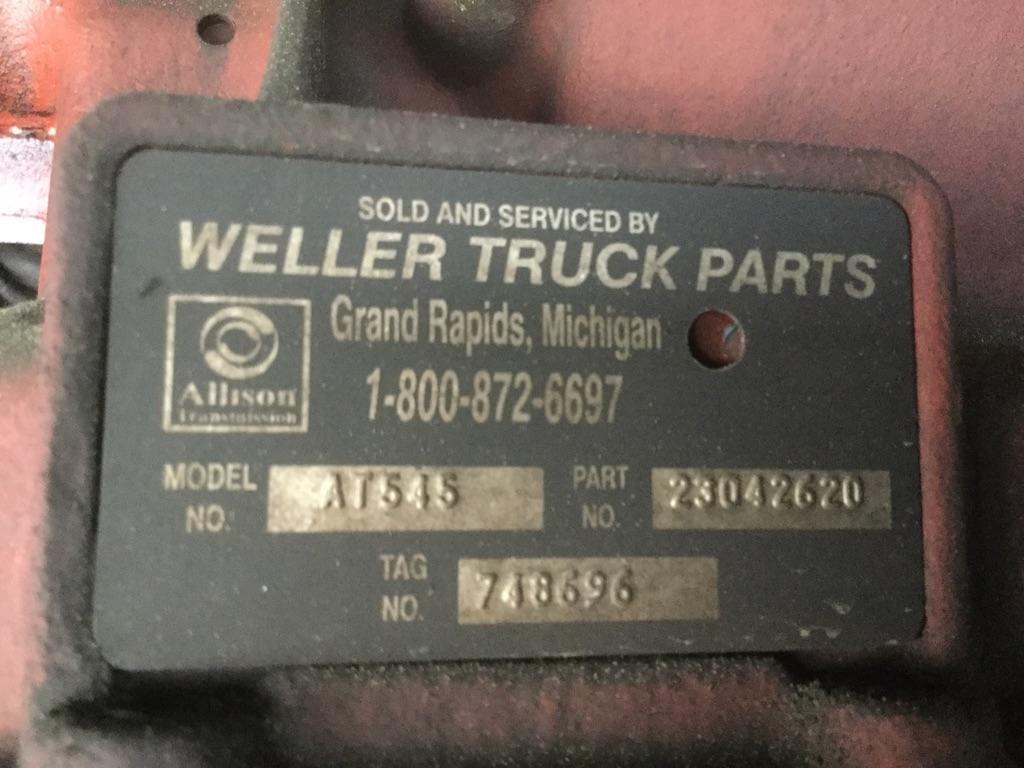 SOLD AND SERVICED BY
WELLER TRUCK PARTS
Grand Rapids, Michigan
1-800-872-6697
Allison
Transmission
MODEL NO. AT545
PART NO. 23042620
TAG NO. 748696